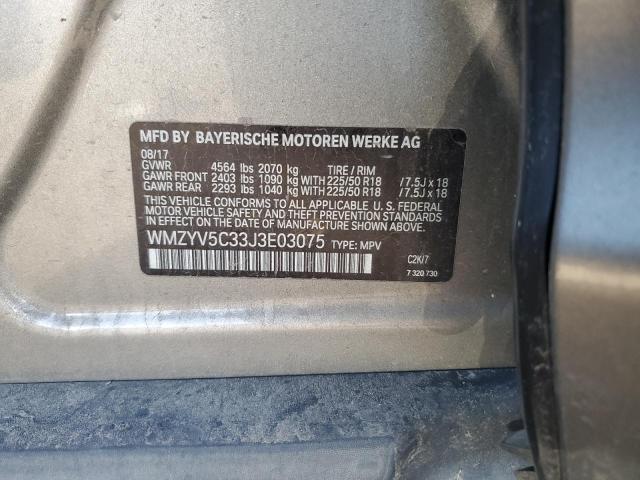 MFD BY BAYERISCHE MOTOREN WERKE AG
08/17
GVWR 4564 lbs 2070 kg TIRE / RIM
GAWR FRONT 2403 lbs 1090 kg WITH 225/50 R18 /7.5J x 18
GAWR REAR 2293 lbs 1040 kg WITH 225/50 R18 /7.5J x 18
THIS VEHICLE CONFORMS TO ALL APPLICABLE U. S. FEDERAL
MOTOR VEHICLE SAFETY AND THEFT PREVENTION STANDARDS
IN EFFECT ON THE DATE OF MANUFACTURE SHOWN ABOVE.
WMZYV5C33J3E03075 TYPE: MPV
C2K/7
7 320 730